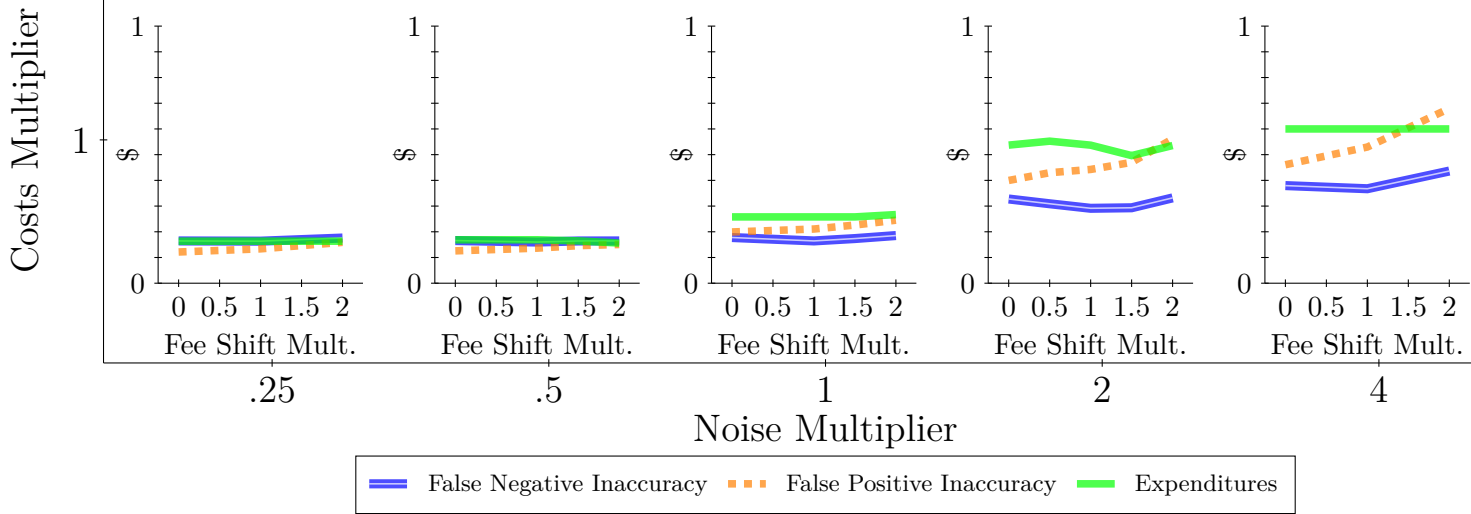 Costs Multiplier
1
1
$
0
0 0.5 1 1.5 2
Fee Shift Mult.
1
$
0
0 0.5 1 1.5 2
Fee Shift Mult.
1
$
0
0 0.5 1 1.5 2
Fee Shift Mult.
1
$
0
0 0.5 1 1.5 2
Fee Shift Mult.
1
$
0
0 0.5 1 1.5 2
Fee Shift Mult.
.25 .5 1 2 4
Noise Multiplier
False Negative Inaccuracy False Positive Inaccuracy Expenditures